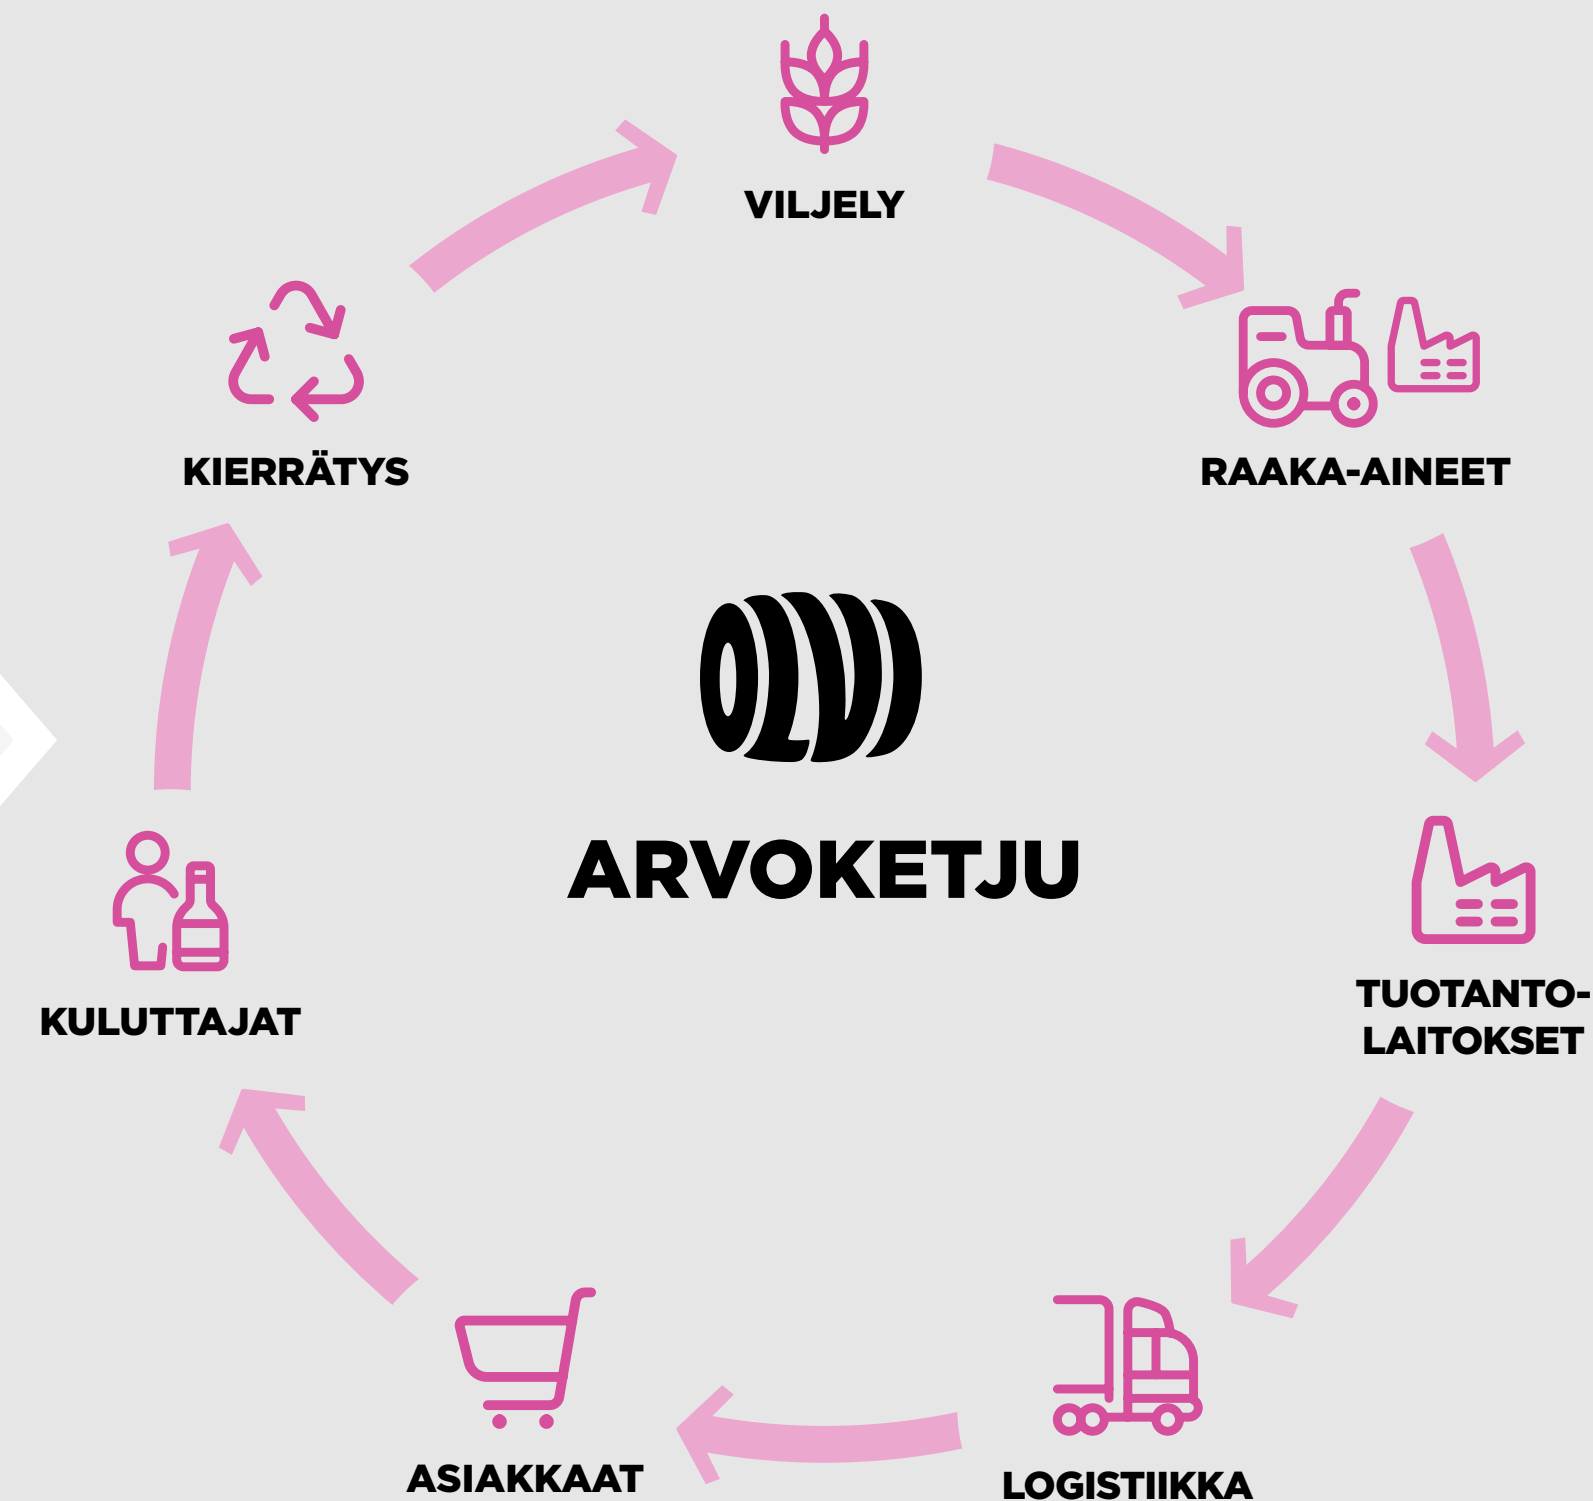 VILJELY
KIERRÄTYS
RAAKA-AINEET
OLVI
ARVOKETJU
KULUTTAJAT
TUOTANTO-
LAITOKSET
ASIAKKAAT
LOGISTIIKKA